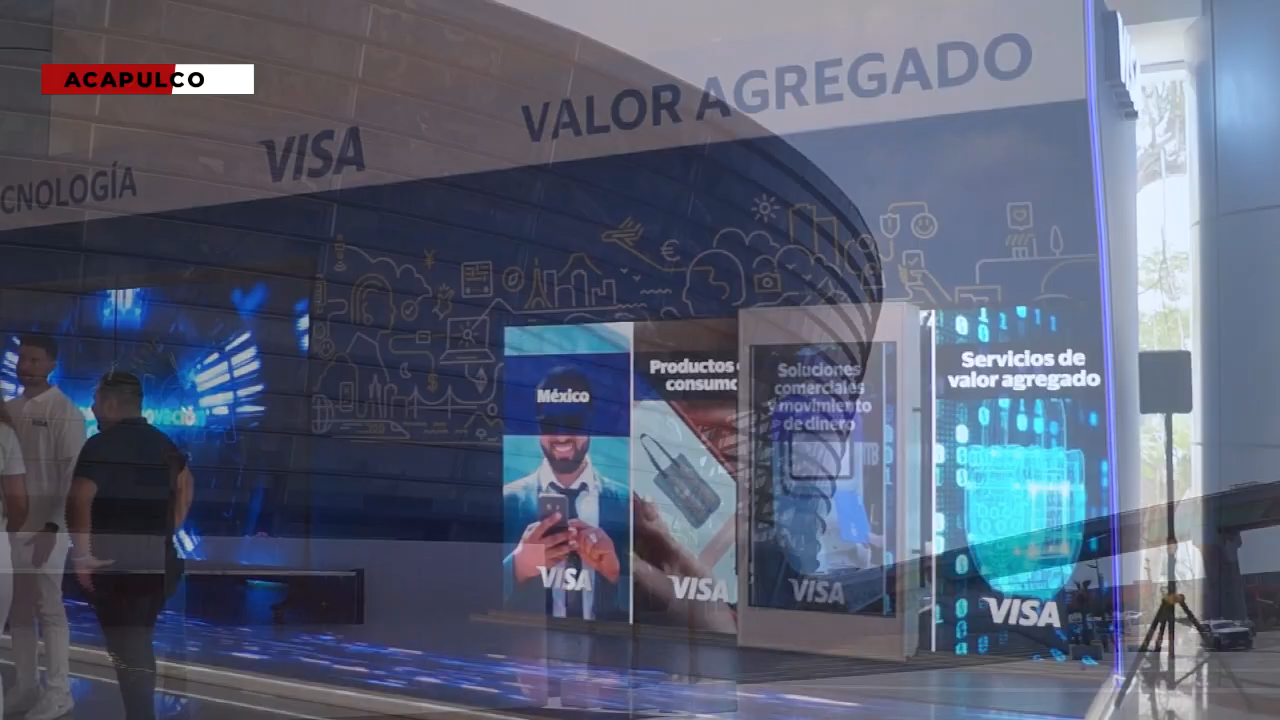 ACAPULCO
VALOR AGREGADO
VISA
CNOLOGÍA
México
VISA
Productos
consumo
VISA
Soluciones
comerciales
y movimiento
de dinero
VISA
Servicios de
valor agregado
VISA